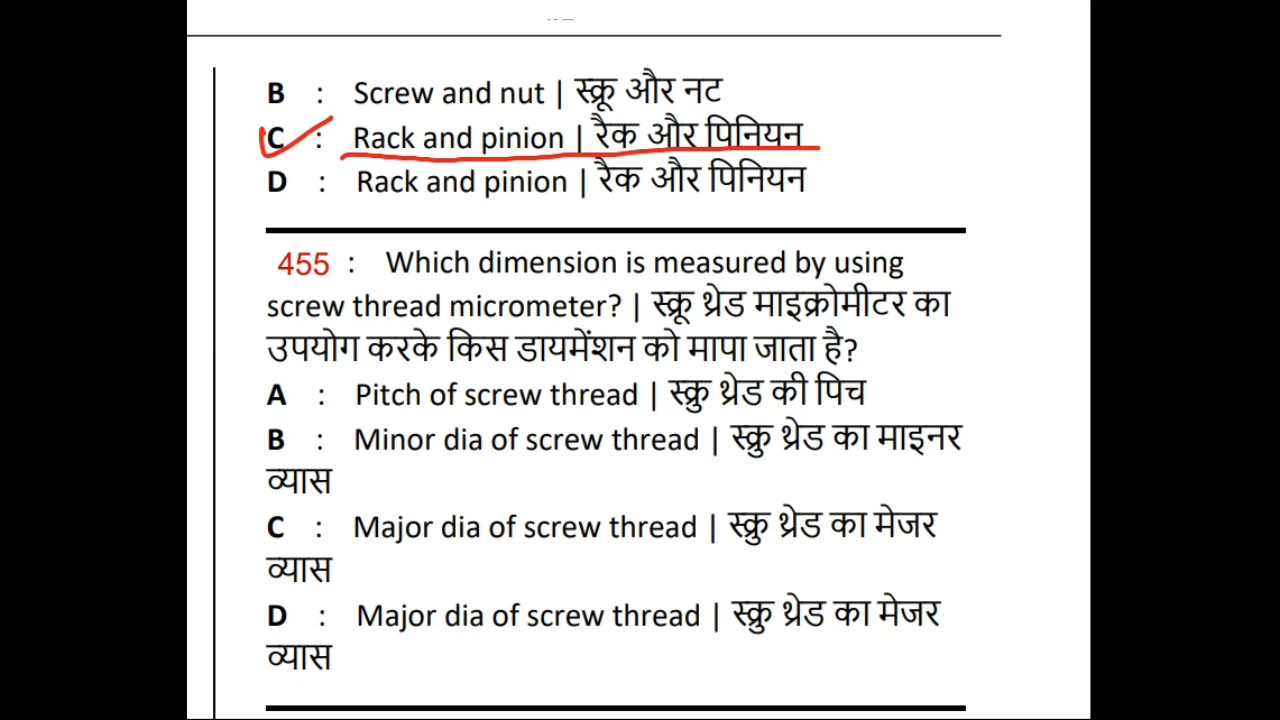 B : Screw and nut | स्क्रू और नट
C : Rack and pinion | रैक और पिनियन
D : Rack and pinion | रैक और पिनियन
455 : Which dimension is measured by using
screw thread micrometer? | स्क्रू थ्रेड माइक्रोमीटर का
उपयोग करके किस डायमेंशन को मापा जाता है?
A : Pitch of screw thread | स्क्रु थ्रेड की पिच
B : Minor dia of screw thread | स्क्रु थ्रेड का माइनर
व्यास
C : Major dia of screw thread | स्क्रु थ्रेड का मेजर
व्यास
D : Major dia of screw thread | स्क्रु थ्रेड का मेजर
व्यास